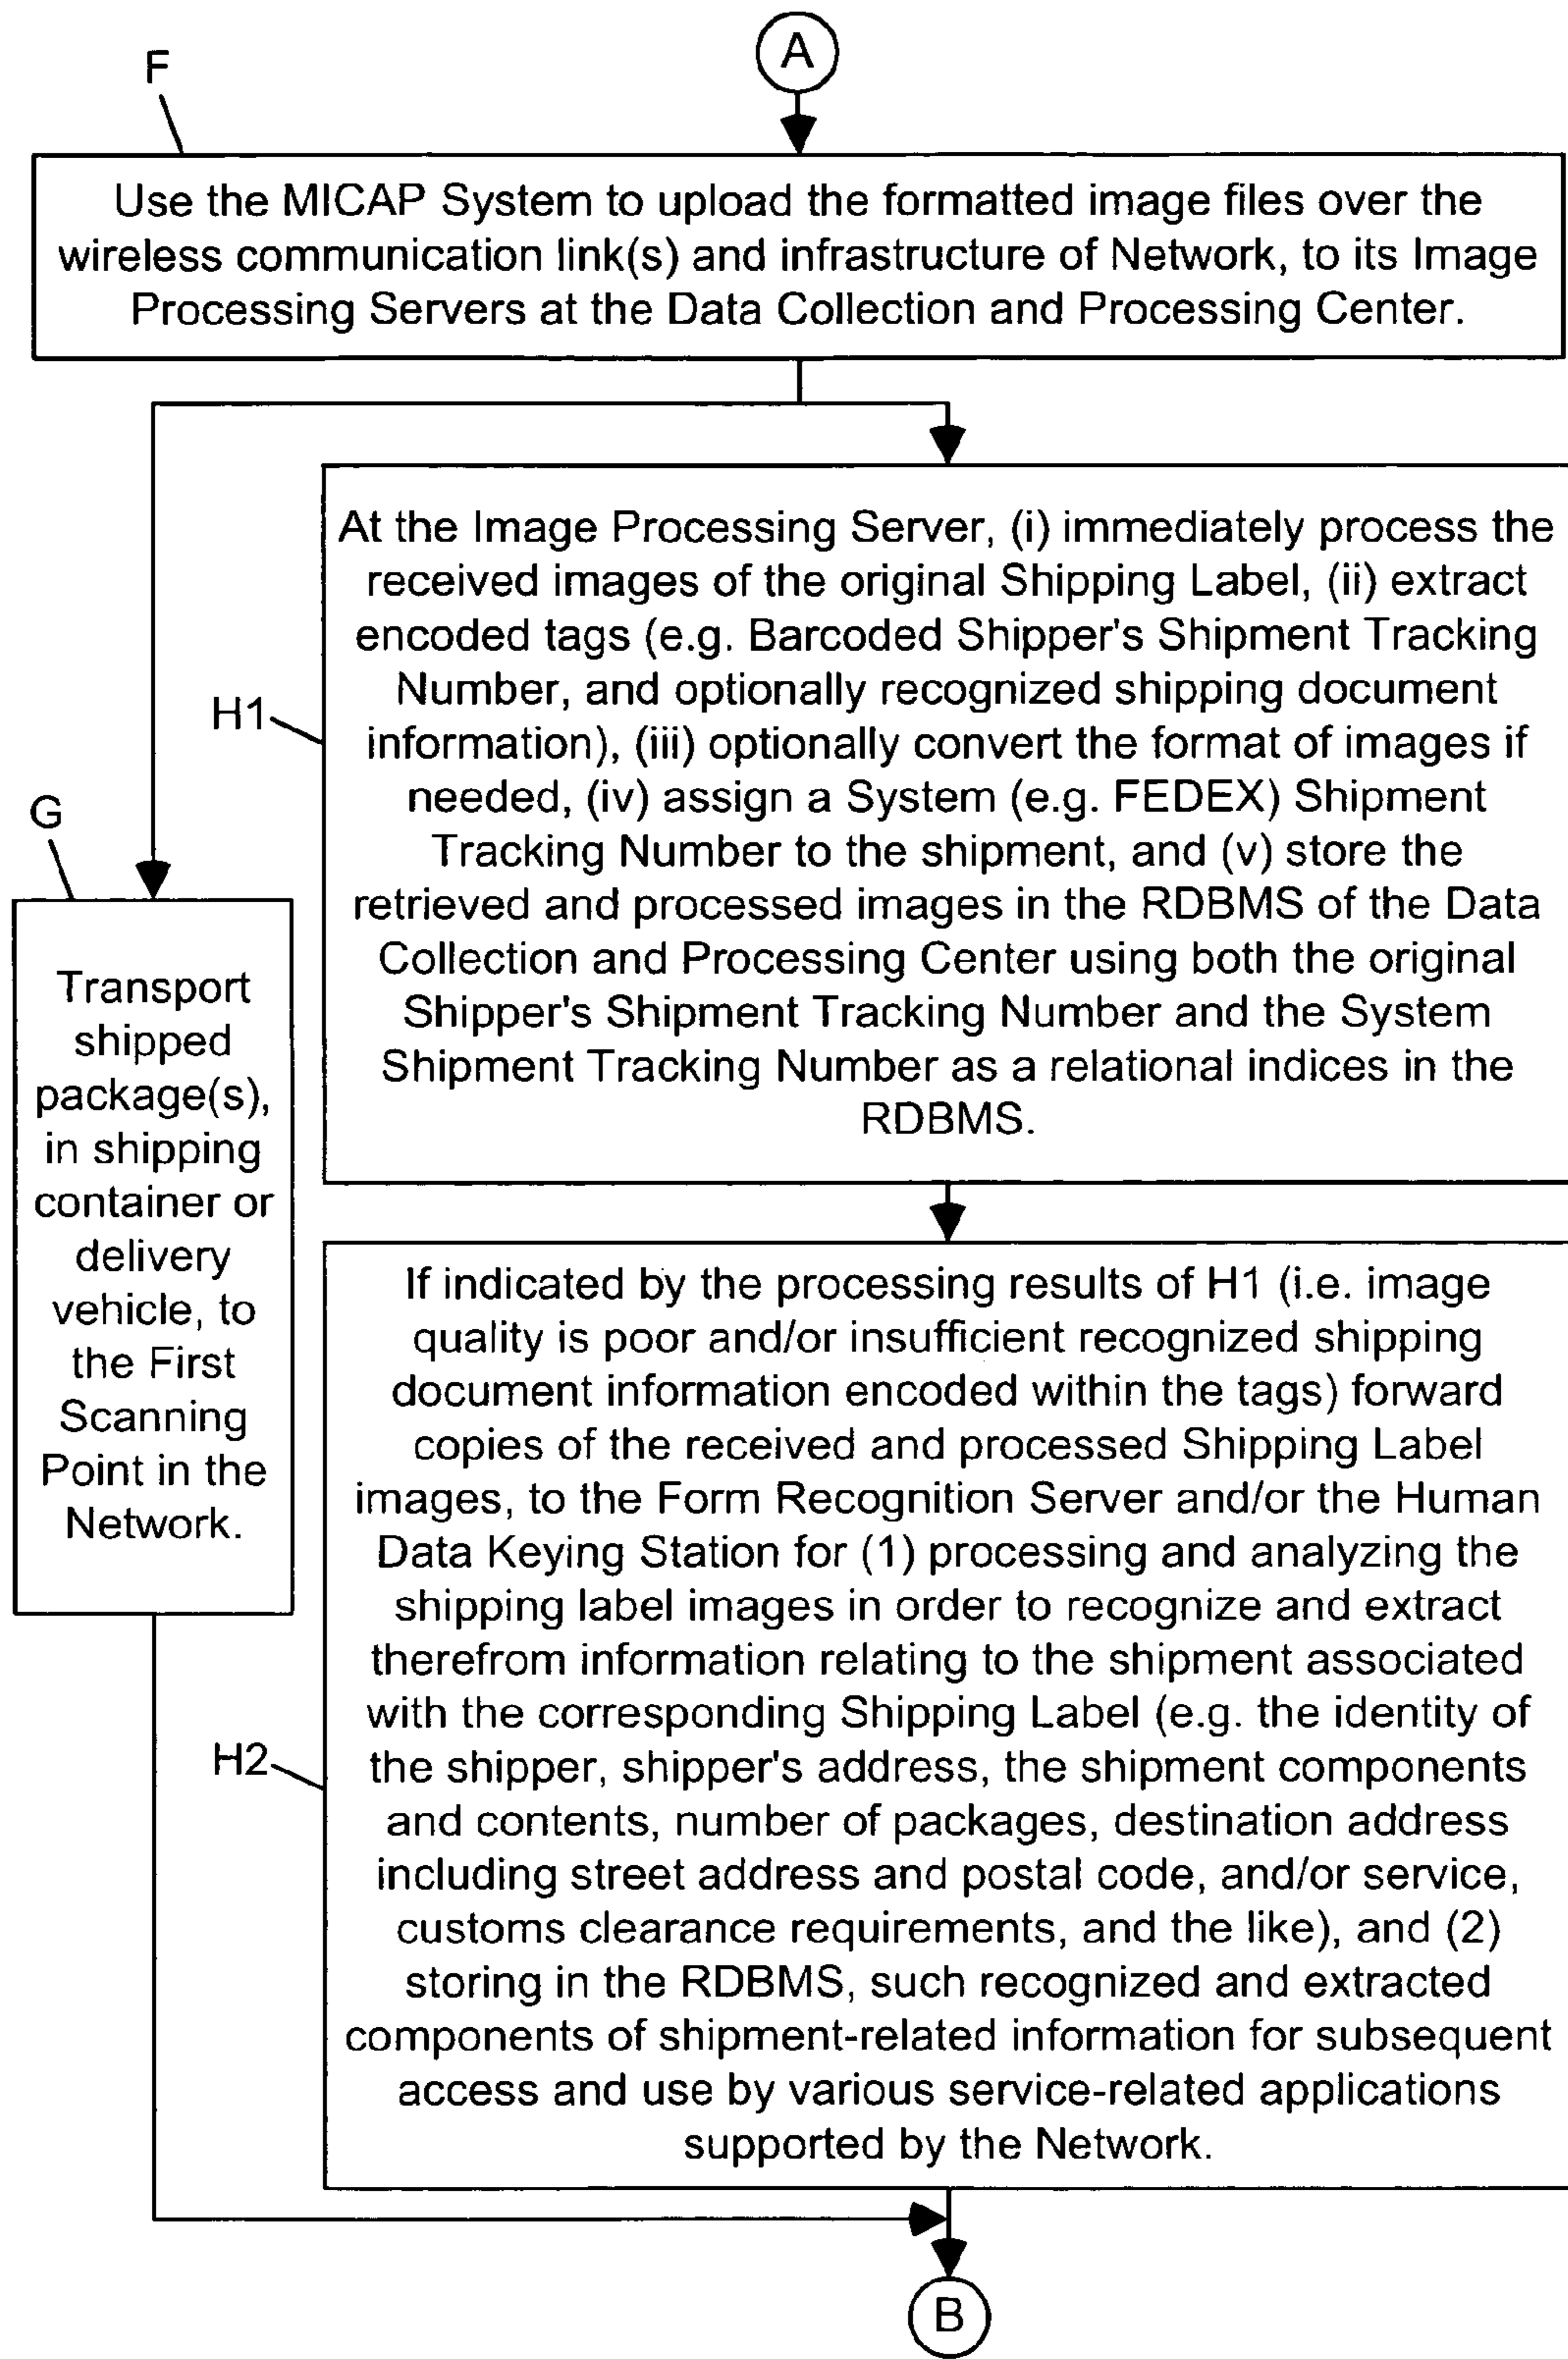 A
F
Use the MICAP System to upload the formatted image files over the
wireless communication link(s) and infrastructure of Network, to its Image
Processing Servers at the Data Collection and Processing Center.
H1
At the Image Processing Server, (i) immediately process the
received images of the original Shipping Label, (ii) extract
encoded tags (e.g. Barcoded Shipper's Shipment Tracking
Number, and optionally recognized shipping document
information), (iii) optionally convert the format of images if
needed, (iv) assign a System (e.g. FEDEX) Shipment
Tracking Number to the shipment, and (v) store the
retrieved and processed images in the RDBMS of the Data
Collection and Processing Center using both the original
Shipper's Shipment Tracking Number and the System
Shipment Tracking Number as a relational indices in the
RDBMS.
G
Transport
shipped
package(s),
in shipping
container or
delivery
vehicle, to
the First
Scanning
Point in the
Network.
H2
If indicated by the processing results of H1 (i.e. image
quality is poor and/or insufficient recognized shipping
document information encoded within the tags) forward
copies of the received and processed Shipping Label
images, to the Form Recognition Server and/or the Human
Data Keying Station for (1) processing and analyzing the
shipping label images in order to recognize and extract
therefrom information relating to the shipment associated
with the corresponding Shipping Label (e.g. the identity of
the shipper, shipper's address, the shipment components
and contents, number of packages, destination address
including street address and postal code, and/or service,
customs clearance requirements, and the like), and (2)
storing in the RDBMS, such recognized and extracted
components of shipment-related information for subsequent
access and use by various service-related applications
supported by the Network.
B